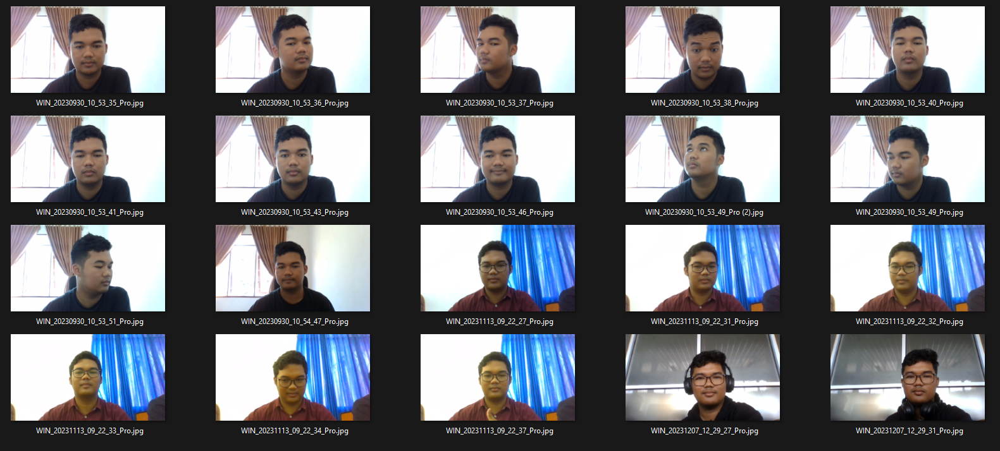 WIN_20230930_10_53_35_Pro.jpg
WIN_20230930_10_53_36_Pro.jpg
WIN_20230930_10_53_37_Pro.jpg
WIN_20230930_10_53_38_Pro.jpg
WIN_20230930_10_53_40_Pro.jpg
WIN_20230930_10_53_41_Pro.jpg
WIN_20230930_10_53_43_Pro.jpg
WIN_20230930_10_53_46_Pro.jpg
WIN_20230930_10_53_49_Pro (2).jpg
WIN_20230930_10_53_49_Pro.jpg
WIN_20230930_10_53_51_Pro.jpg
WIN_20230930_10_54_47_Pro.jpg
WIN_20231113_09_22_27_Pro.jpg
WIN_20231113_09_22_31_Pro.jpg
WIN_20231113_09_22_32_Pro.jpg
WIN_20231113_09_22_33_Pro.jpg
WIN_20231113_09_22_34_Pro.jpg
WIN_20231113_09_22_37_Pro.jpg
WIN_20231207_12_29_27_Pro.jpg
WIN_20231207_12_29_31_Pro.jpg